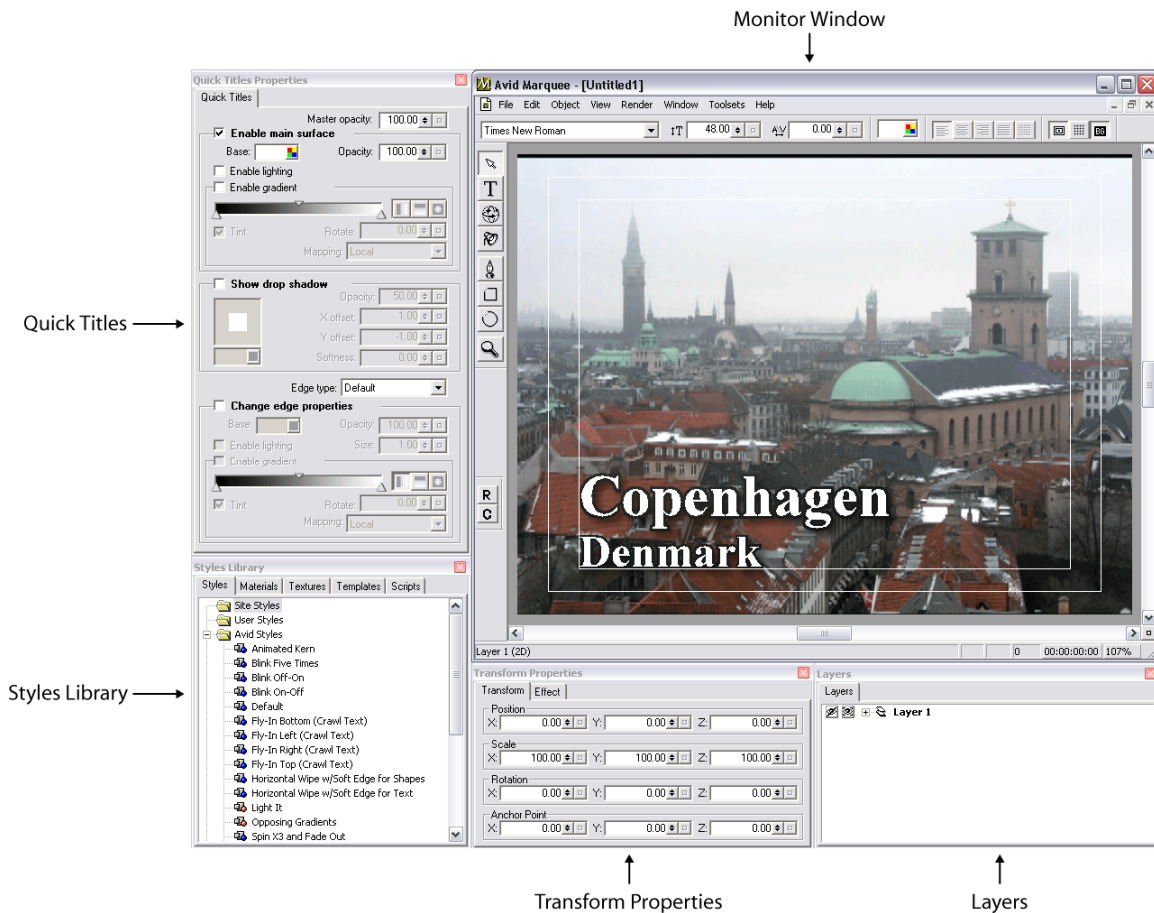 Monitor Window
Quick Titles Properties
Quick Titles
Master opacity: 100.00
Enable main surface
Base: Opacity: 100.00
Enable lighting
Enable gradient
Tint Rotate: 0.00
Mapping: Local
Show drop shadow
Opacity: 50.00
X offset: 1.00
Y offset: -1.00
Softness: 0.00
Edge type: Default
Change edge properties
Base: Opacity: 100.00
Enable lighting Size: 1.00
Enable gradient
Tint Rotate: 0.00
Mapping: Local
Quick Titles
Avid Marquee - [Untitled1]
File Edit Object View Render Window Toolsets Help
Times New Roman T 48.00 AV 0.00 BG
T
R
C
Copenhagen
Denmark
Layer 1 (2D) 0 00:00:00:00 107%
Styles Library
Styles Materials Textures Templates Scripts
Site Styles
User Styles
Avid Styles
Animated Kern
Blink Five Times
Blink Off-On
Blink On-Off
Default
Fly-In Bottom (Crawl Text)
Fly-In Left (Crawl Text)
Fly-In Right (Crawl Text)
Fly-In Top (Crawl Text)
Horizontal Wipe w/Soft Edge for Shapes
Horizontal Wipe w/Soft Edge for Text
Light It
Opposing Gradients
Spin X3 and Fade Out
Styles Library
Transform Properties
Transform Effect
Position
X: 0.00 Y: 0.00 Z: 0.00
Scale
X: 100.00 Y: 100.00 Z: 100.00
Rotation
X: 0.00 Y: 0.00 Z: 0.00
Anchor Point
X: 0.00 Y: 0.00 Z: 0.00
Layers
Layers
Layer 1
Transform Properties
Layers